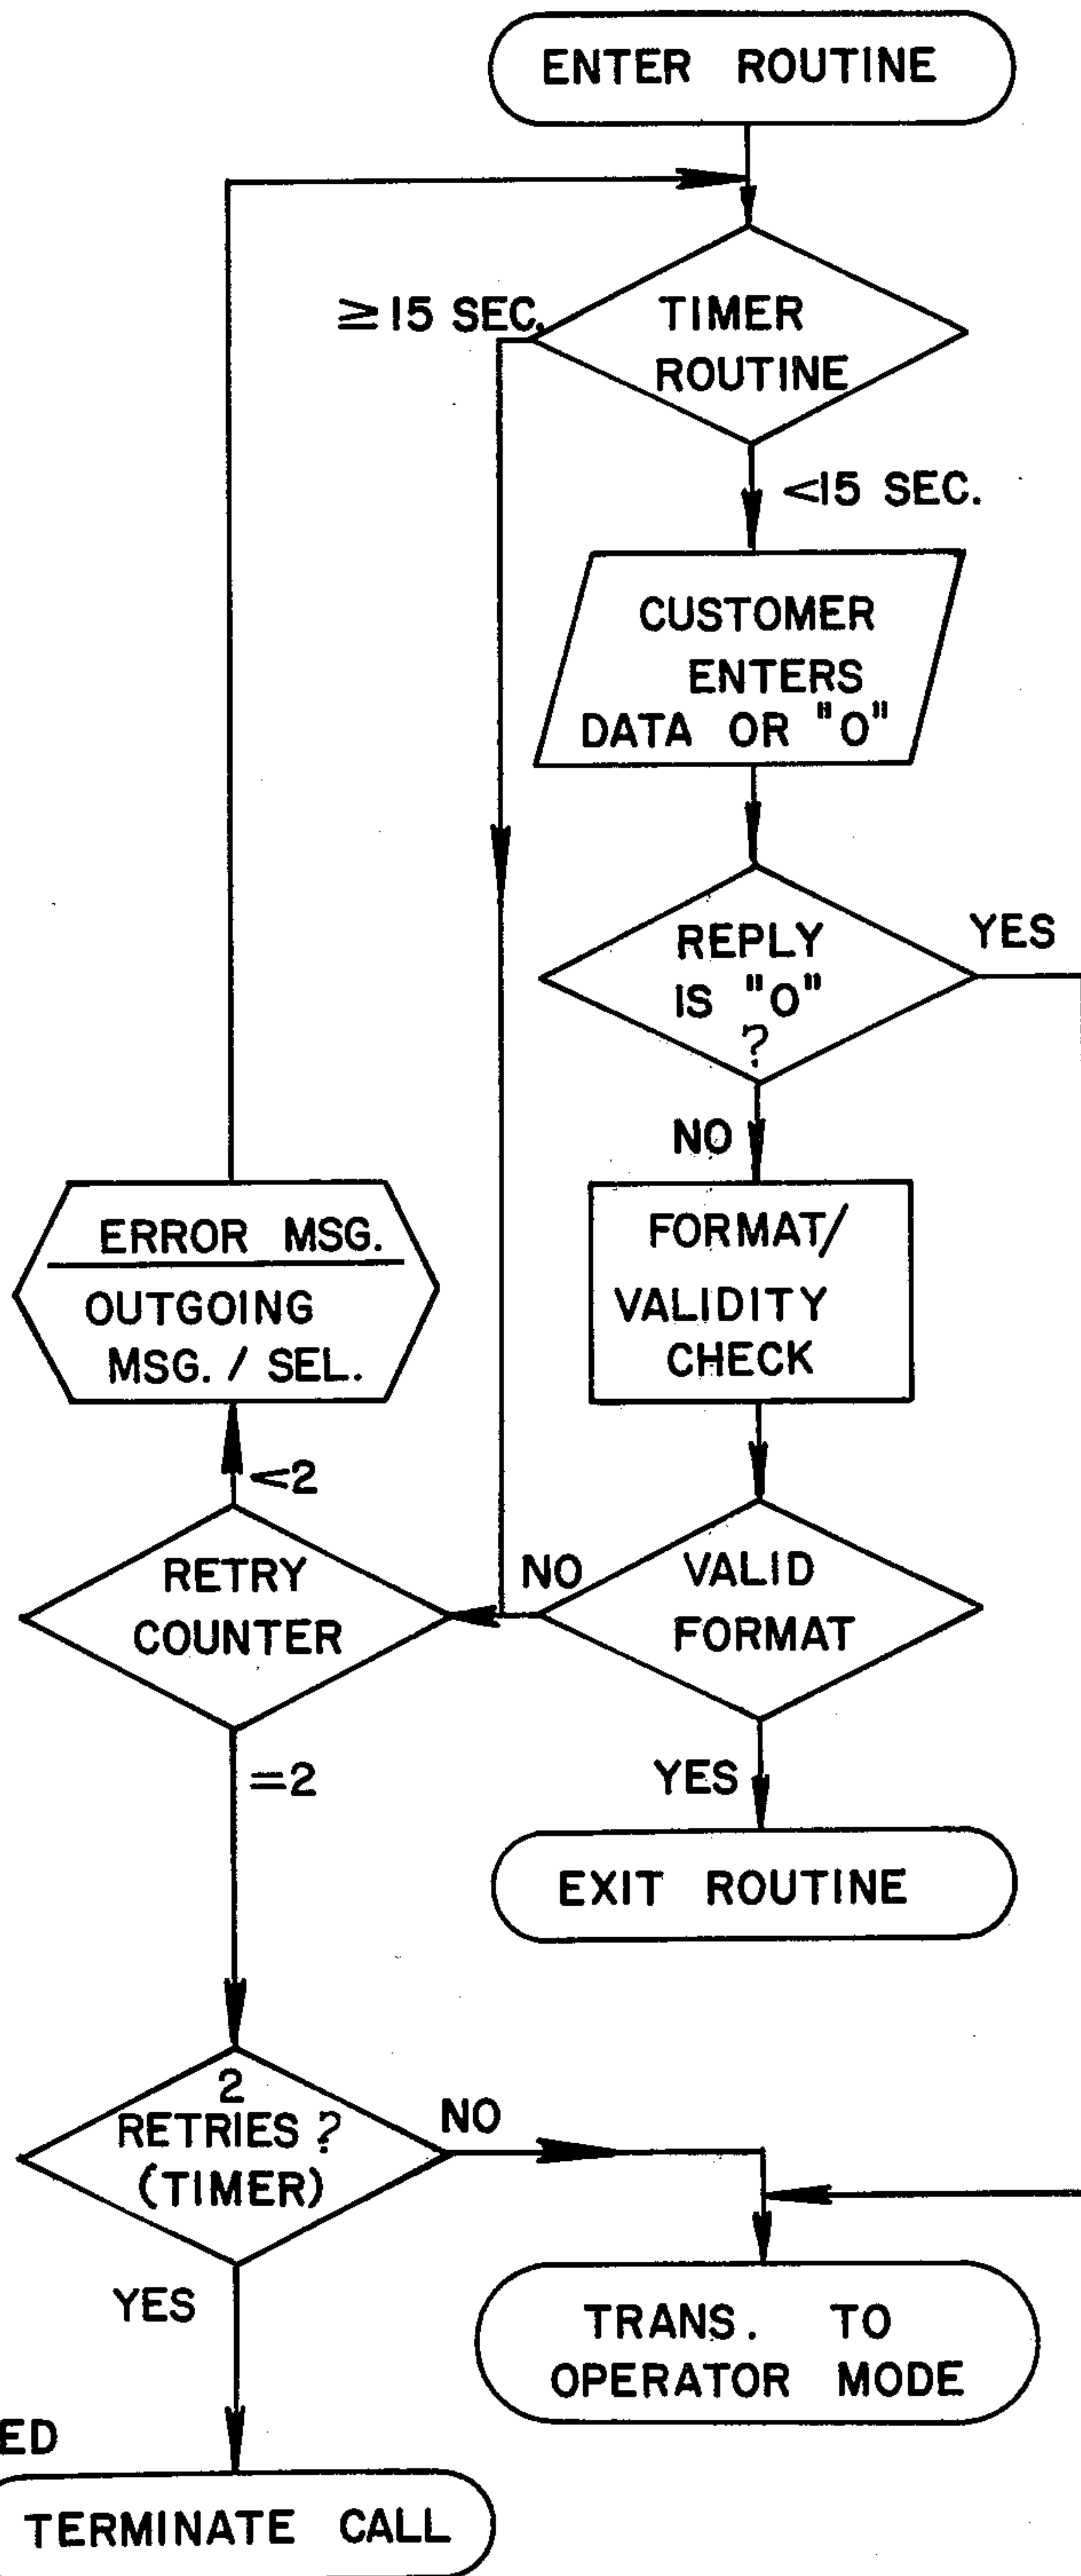 ENTER ROUTINE
≥15 SEC.
TIMER
ROUTINE
<15 SEC.
CUSTOMER
ENTERS
DATA OR "O"
REPLY
IS "O"
?
YES
NO
FORMAT/
VALIDITY
CHECK
ERROR MSG.
OUTGOING
MSG. / SEL.
<2
RETRY
COUNTER
NO
VALID
FORMAT
=2
YES
EXIT ROUTINE
2
RETRIES ?
(TIMER)
NO
YES
TRANS. TO
OPERATOR MODE
ED
TERMINATE CALL